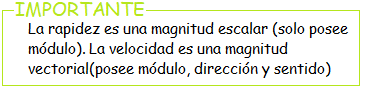 IMPORTANTE
La rapidez es una magnitud escalar (solo posee
módulo). La velocidad es una magnitud
vectorial(posee módulo, dirección y sentido)